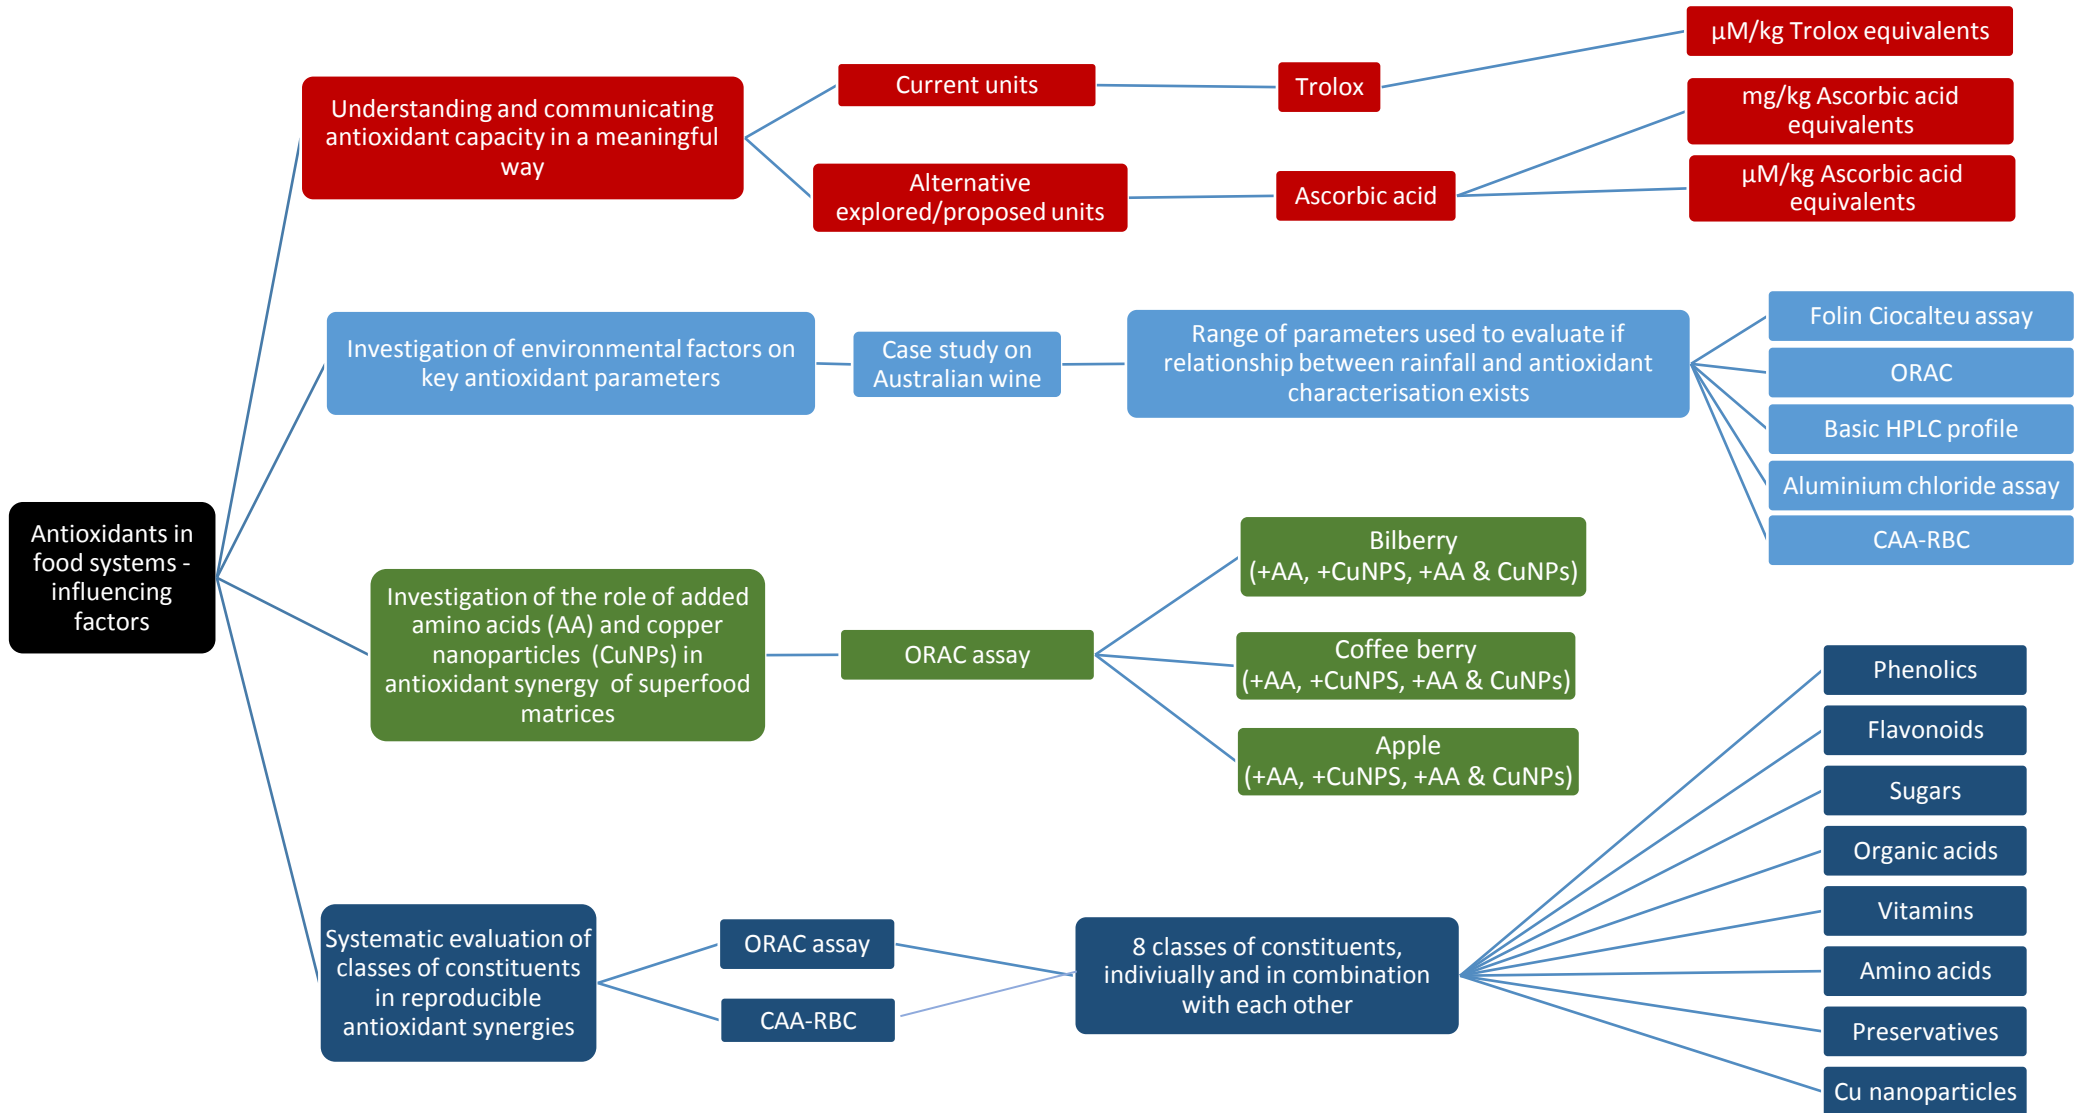 Antioxidants in
food systems -
influencing
factors
Understanding and communicating
antioxidant capacity in a meaningful
way
Current units
Trolox
µM/kg Trolox equivalents
Alternative
explored/proposed units
Ascorbic acid
mg/kg Ascorbic acid
equivalents
µM/kg Ascorbic acid
equivalents
Investigation of environmental factors on
key antioxidant parameters
Case study on
Australian wine
Range of parameters used to evaluate if
relationship between rainfall and antioxidant
characterisation exists
Folin Ciocalteu assay
ORAC
Basic HPLC profile
Aluminium chloride assay
CAA-RBC
Investigation of the role of added
amino acids (AA) and copper
nanoparticles (CuNPs) in
antioxidant synergy of superfood
matrices
ORAC assay
Bilberry
(+AA, +CuNPS, +AA & CuNPs)
Coffee berry
(+AA, +CuNPS, +AA & CuNPs)
Apple
(+AA, +CuNPS, +AA & CuNPs)
Systematic evaluation of
classes of constituents
in reproducible
antioxidant synergies
ORAC assay
CAA-RBC
8 classes of constituents,
indiviually and in combination
with each other
Phenolics
Flavonoids
Sugars
Organic acids
Vitamins
Amino acids
Preservatives
Cu nanoparticles